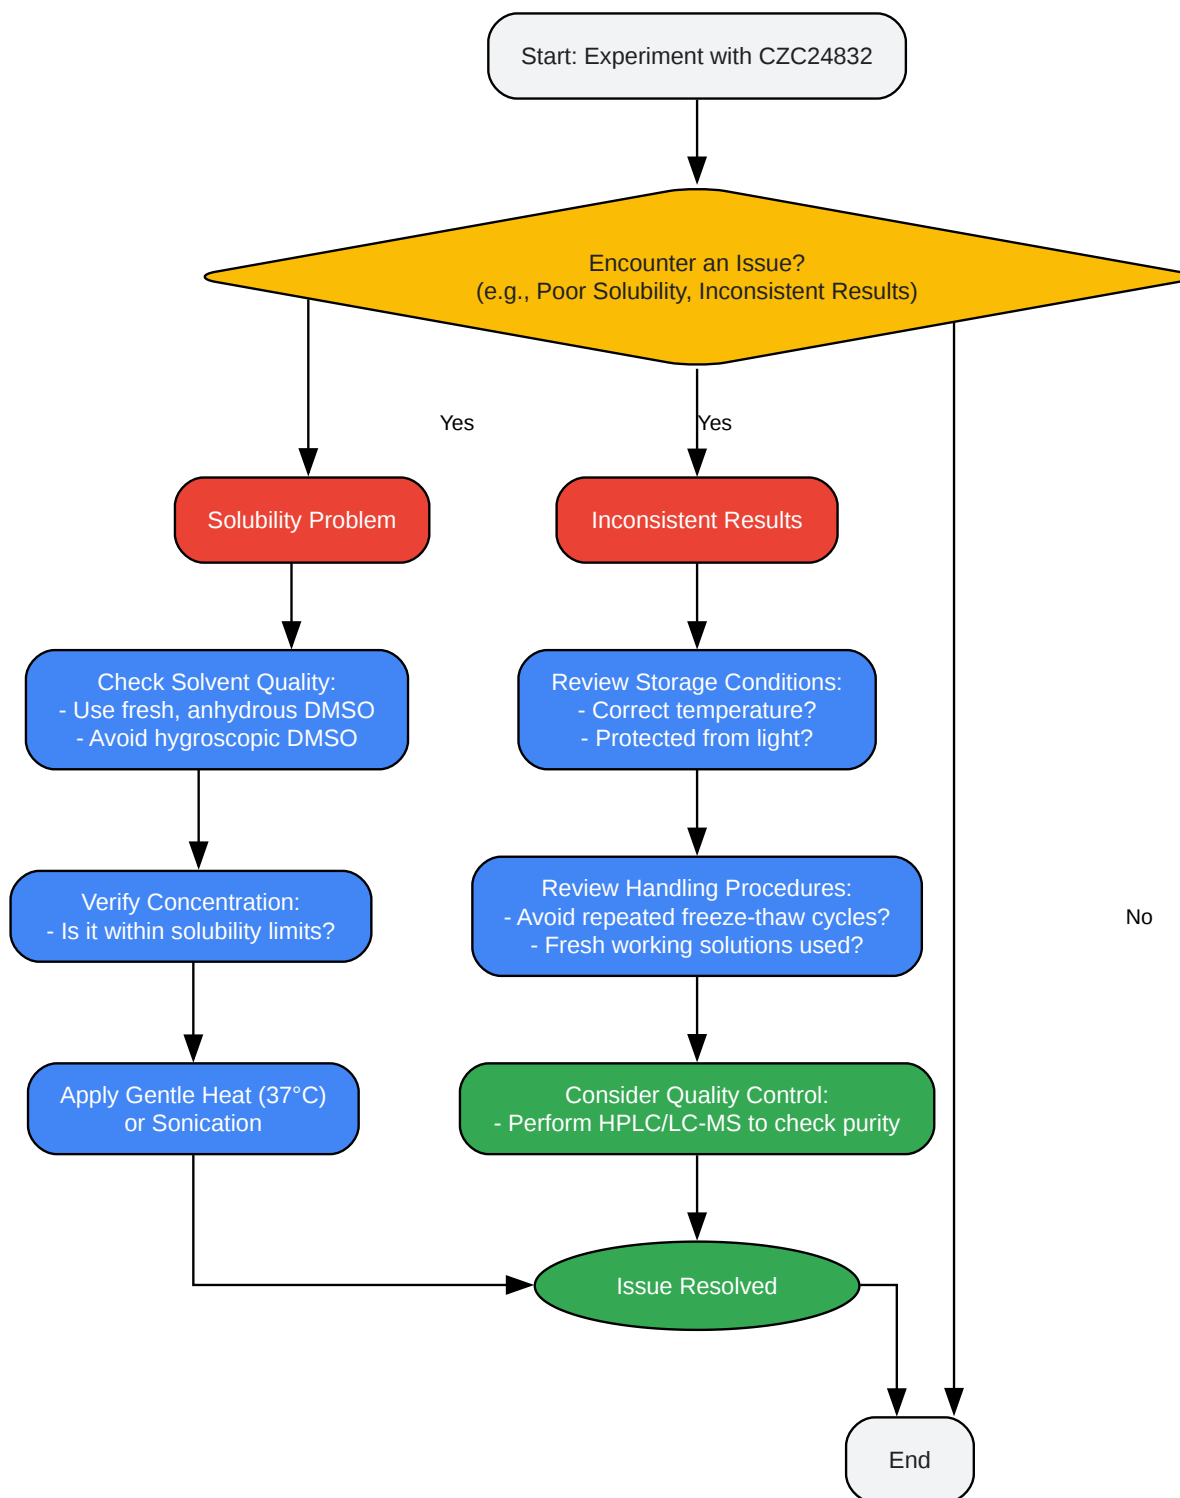 Start: Experiment with CZC24832
Encounter an Issue?
(e.g., Poor Solubility, Inconsistent Results)
Yes
Yes
Solubility Problem
Inconsistent Results
Check Solvent Quality:
- Use fresh, anhydrous DMSO
- Avoid hygroscopic DMSO
Review Storage Conditions:
- Correct temperature?
- Protected from light?
Verify Concentration:
- Is it within solubility limits?
Review Handling Procedures:
- Avoid repeated freeze-thaw cycles?
- Fresh working solutions used?
No
Apply Gentle Heat (37°C)
or Sonication
Consider Quality Control:
- Perform HPLC/LC-MS to check purity
Issue Resolved
End